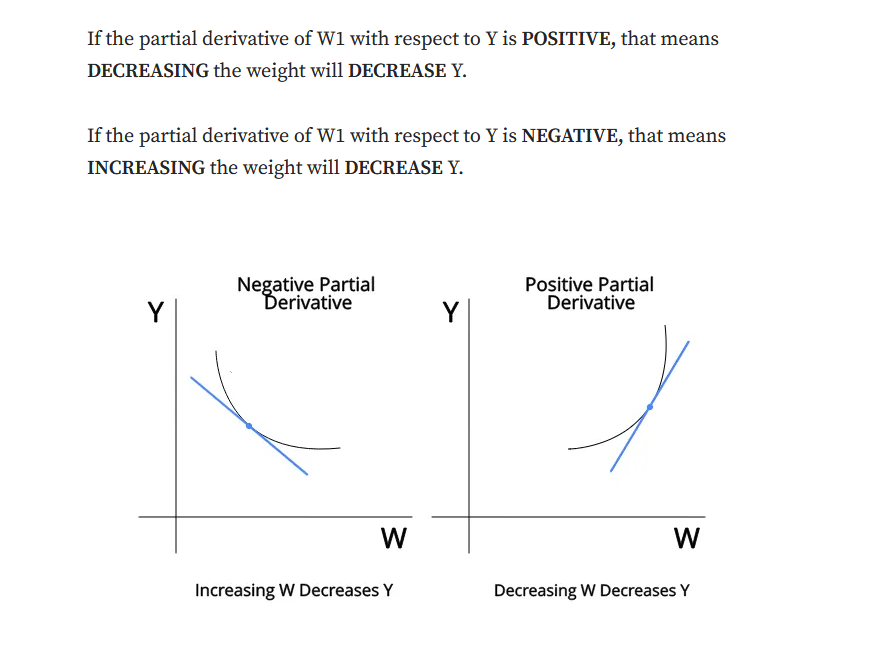 If the partial derivative of W1 with respect to Y is POSITIVE, that means
DECREASING the weight will DECREASE Y.
If the partial derivative of W1 with respect to Y is NEGATIVE, that means
INCREASING the weight will DECREASE Y.
Negative Partial
Derivative
Y
W
Increasing W Decreases Y
Positive Partial
Derivative
Y
W
Decreasing W Decreases Y